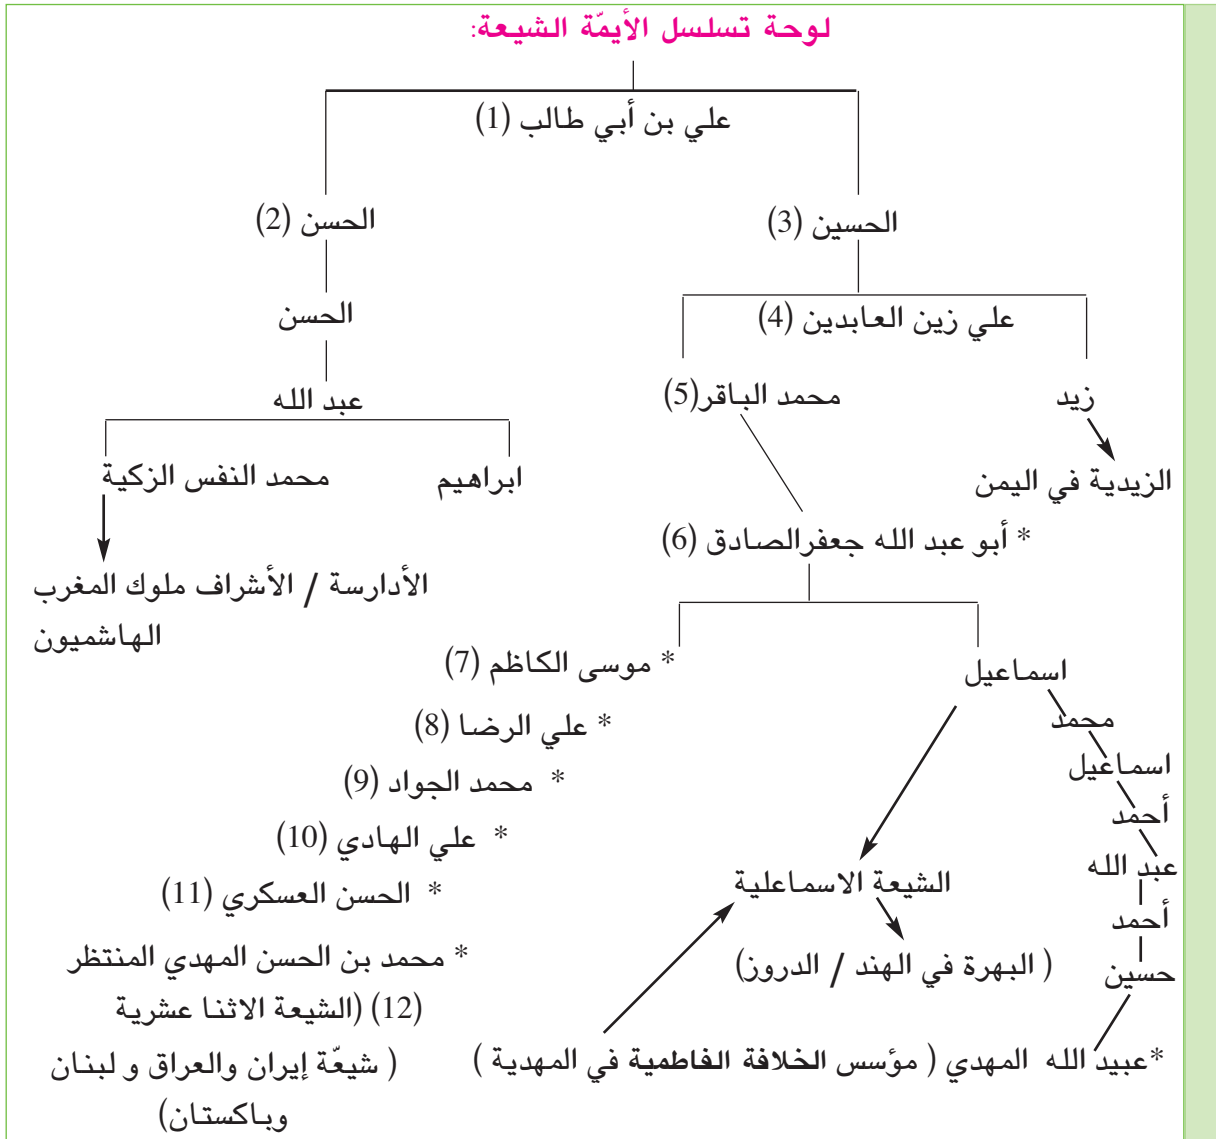 لوحة تسلسل الأيمّة الشيعة:
علي بن أبي طالب (1)
الحسين (3)
الحسن (2)
علي زين العابدين (4)
الحسن
زيد
محمد الباقر(5)
عبد الله
الزيدية في اليمن
ابراهيم
محمد النفس الزكية
* أبو عبد الله جعفرالصادق (6)
الأدارسة / الأشراف ملوك المغرب
الهاشميون
اسماعيل
* موسى الكاظم (7)
محمد
* علي الرضا (8)
اسماعيل
* محمد الجواد (9)
أحمد
* علي الهادي (10)
عبد الله
الشيعة الاسماعلية
* الحسن العسكري (11)
أحمد
حسين
( البهرة في الهند / الدروز)
* محمد بن الحسن المهدي المنتظر
(12) (الشيعة الاثنا عشرية
*عبيد الله المهدي ( مؤسس الخلافة الفاطمية في المهدية )
( شيعّة إيران والعراق و لبنان
وباكستان)